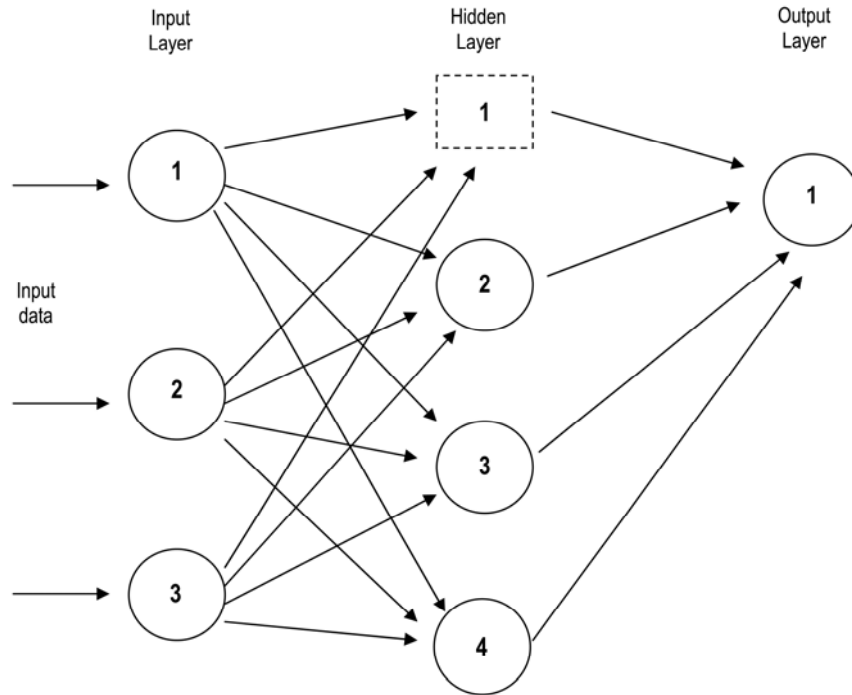 Input
Layer
Hidden
Layer
Output
Layer
1
1
1
Input
data
2
2
3
3
4